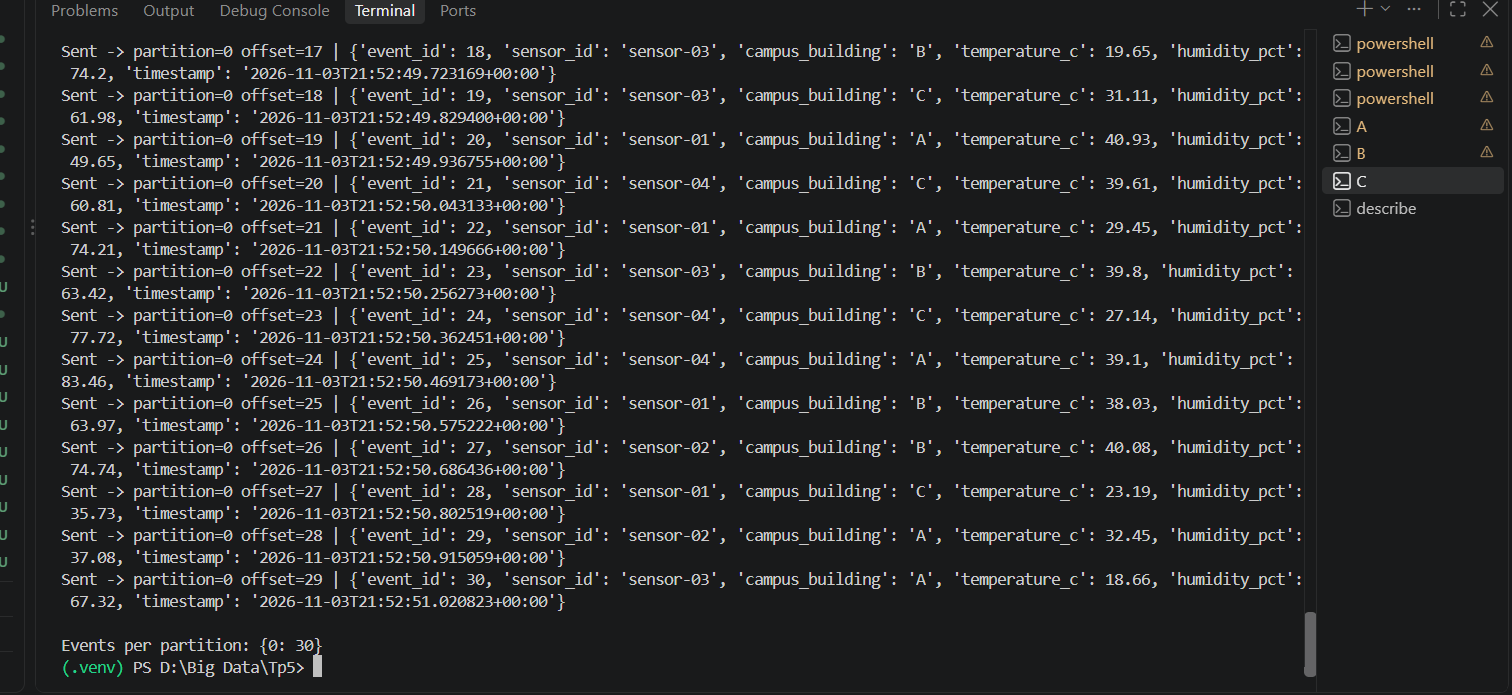 Problems Output Debug Console Terminal Ports
Sent -> partition=0 offset=17 | {'event_id': 18, 'sensor_id': 'sensor-03', 'campus_building': 'B', 'temperature_c': 19.65, 'humidity_pct':
74.2, 'timestamp': '2026-11-03T21:52:49.723169+00:00'}
Sent -> partition=0 offset=18 | {'event_id': 19, 'sensor_id': 'sensor-03', 'campus_building': 'C', 'temperature_c': 31.11, 'humidity_pct':
61.98, 'timestamp': '2026-11-03T21:52:49.829400+00:00'}
Sent -> partition=0 offset=19 | {'event_id': 20, 'sensor_id': 'sensor-01', 'campus_building': 'A', 'temperature_c': 40.93, 'humidity_pct':
49.65, 'timestamp': '2026-11-03T21:52:49.936755+00:00'}
Sent -> partition=0 offset=20 | {'event_id': 21, 'sensor_id': 'sensor-04', 'campus_building': 'C', 'temperature_c': 39.61, 'humidity_pct':
60.81, 'timestamp': '2026-11-03T21:52:50.043133+00:00'}
Sent -> partition=0 offset=21 | {'event_id': 22, 'sensor_id': 'sensor-01', 'campus_building': 'A', 'temperature_c': 29.45, 'humidity_pct':
74.21, 'timestamp': '2026-11-03T21:52:50.149666+00:00'}
Sent -> partition=0 offset=22 | {'event_id': 23, 'sensor_id': 'sensor-03', 'campus_building': 'B', 'temperature_c': 39.8, 'humidity_pct':
63.42, 'timestamp': '2026-11-03T21:52:50.256273+00:00'}
Sent -> partition=0 offset=23 | {'event_id': 24, 'sensor_id': 'sensor-04', 'campus_building': 'C', 'temperature_c': 27.14, 'humidity_pct':
77.72, 'timestamp': '2026-11-03T21:52:50.362451+00:00'}
Sent -> partition=0 offset=24 | {'event_id': 25, 'sensor_id': 'sensor-04', 'campus_building': 'A', 'temperature_c': 39.1, 'humidity_pct':
83.46, 'timestamp': '2026-11-03T21:52:50.469173+00:00'}
Sent -> partition=0 offset=25 | {'event_id': 26, 'sensor_id': 'sensor-01', 'campus_building': 'B', 'temperature_c': 38.03, 'humidity_pct':
63.97, 'timestamp': '2026-11-03T21:52:50.575222+00:00'}
Sent -> partition=0 offset=26 | {'event_id': 27, 'sensor_id': 'sensor-02', 'campus_building': 'B', 'temperature_c': 40.08, 'humidity_pct':
74.74, 'timestamp': '2026-11-03T21:52:50.686436+00:00'}
Sent -> partition=0 offset=27 | {'event_id': 28, 'sensor_id': 'sensor-01', 'campus_building': 'C', 'temperature_c': 23.19, 'humidity_pct':
35.73, 'timestamp': '2026-11-03T21:52:50.802519+00:00'}
Sent -> partition=0 offset=28 | {'event_id': 29, 'sensor_id': 'sensor-02', 'campus_building': 'A', 'temperature_c': 32.45, 'humidity_pct':
37.08, 'timestamp': '2026-11-03T21:52:50.915059+00:00'}
Sent -> partition=0 offset=29 | {'event_id': 30, 'sensor_id': 'sensor-03', 'campus_building': 'A', 'temperature_c': 18.66, 'humidity_pct':
67.32, 'timestamp': '2026-11-03T21:52:51.020823+00:00'}
Events per partition: {0: 30}
(.venv) PS D:\Big Data\Tp5>
powershell
powershell
powershell
A
B
C
describe
U
U
U
U
U
U
U
U
U
U